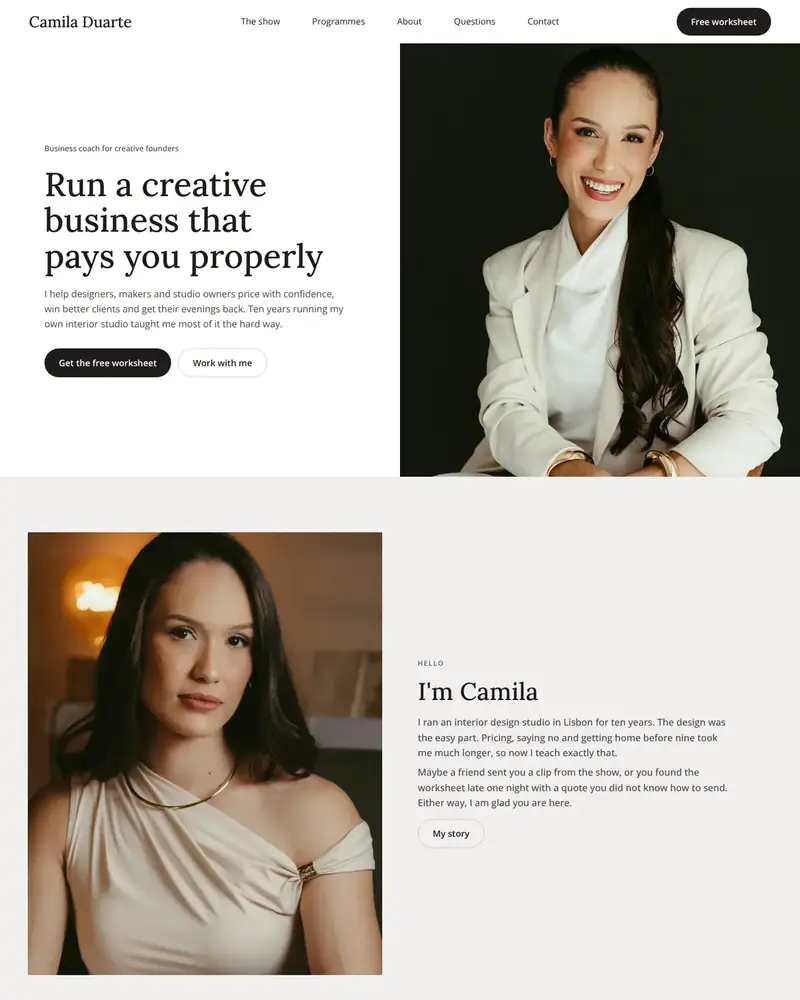 Camila Duarte
The show
Programmes
About
Questions
Contact
Free worksheet
Business coach for creative founders
Run a creative
business that
pays you properly
I help designers, makers and studio owners price with confidence,
win better clients and get their evenings back. Ten years running my
own interior studio taught me most of it the hard way.
Get the free worksheet
Work with me
HELLO
I'm Camila
I ran an interior design studio in Lisbon for ten years. The design was
the easy part. Pricing, saying no and getting home before nine took
me much longer, so now I teach exactly that.
Maybe a friend sent you a clip from the show, or you found the
worksheet late one night with a quote you did not know how to send.
Either way, I am glad you are here.
My story